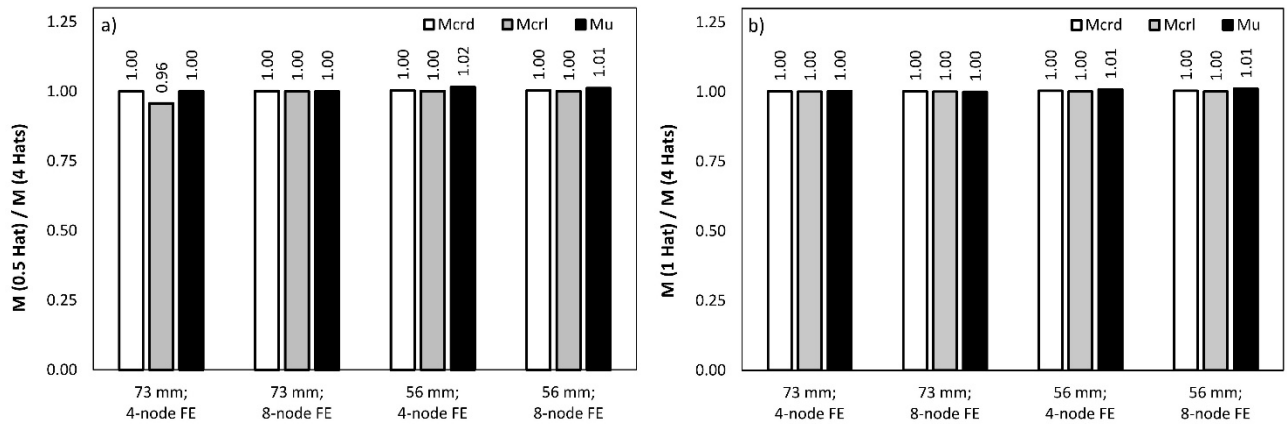 a)
Mcrd Mcrl Mu
M (0.5 Hat) / M (4 Hats)
1.25
1.00
0.75
0.50
0.25
0.00
1.00 0.96 1.00
1.00 1.00 1.00
1.00 1.00 1.02
1.00 1.00 1.01
73 mm;
4-node FE
73 mm;
8-node FE
56 mm;
4-node FE
56 mm;
8-node FE
b)
Mcrd Mcrl Mu
M (1 Hat) / M (4 Hats)
1.25
1.00
0.75
0.50
0.25
0.00
1.00 1.00 1.00
1.00 1.00 1.00
1.00 1.00 1.01
1.00 1.00 1.01
73 mm;
4-node FE
73 mm;
8-node FE
56 mm;
4-node FE
56 mm;
8-node FE